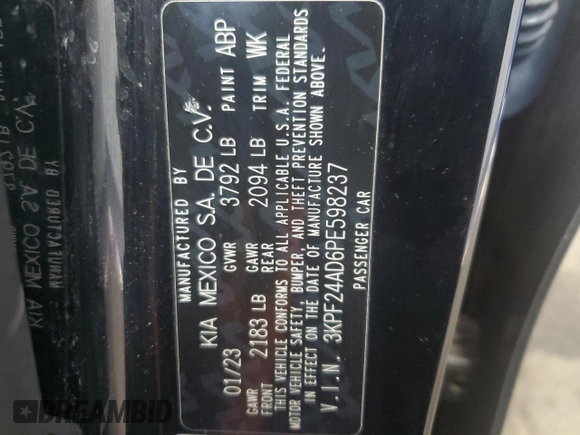 MANUFACTURED BY
KIA MEXICO S.A. DE C.V.
01/23 GVWR 3792 LB PAINT ABP
GAWR FRONT 2183 LB GAWR REAR 2094 LB TRIM WK
THIS VEHICLE CONFORMS TO ALL APPLICABLE U.S.A. FEDERAL
MOTOR VEHICLE SAFETY, BUMPER, AND THEFT PREVENTION STANDARDS
IN EFFECT ON THE DATE OF MANUFACTURE SHOWN ABOVE.
V.I.N. 3KPF24AD6PE598237
PASSENGER CAR
DREAMBID